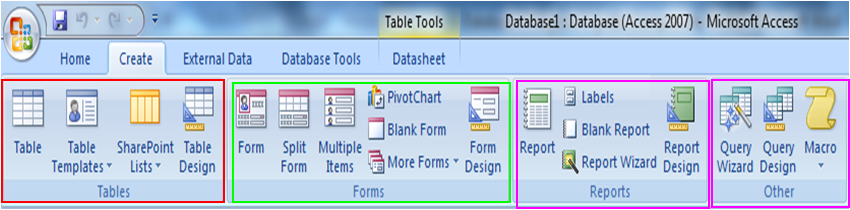 Table Tools
Database1 : Database (Access 2007) - Microsoft Access
Home Create External Data Database Tools Datasheet
Table
Table Templates
SharePoint Lists
Table Design
Tables
Form
Split Form
Multiple Items
PivotChart
Blank Form
More Forms
Form Design
Forms
Report
Labels
Blank Report
Report Wizard
Report Design
Reports
Query Wizard
Query Design
Macro
Other